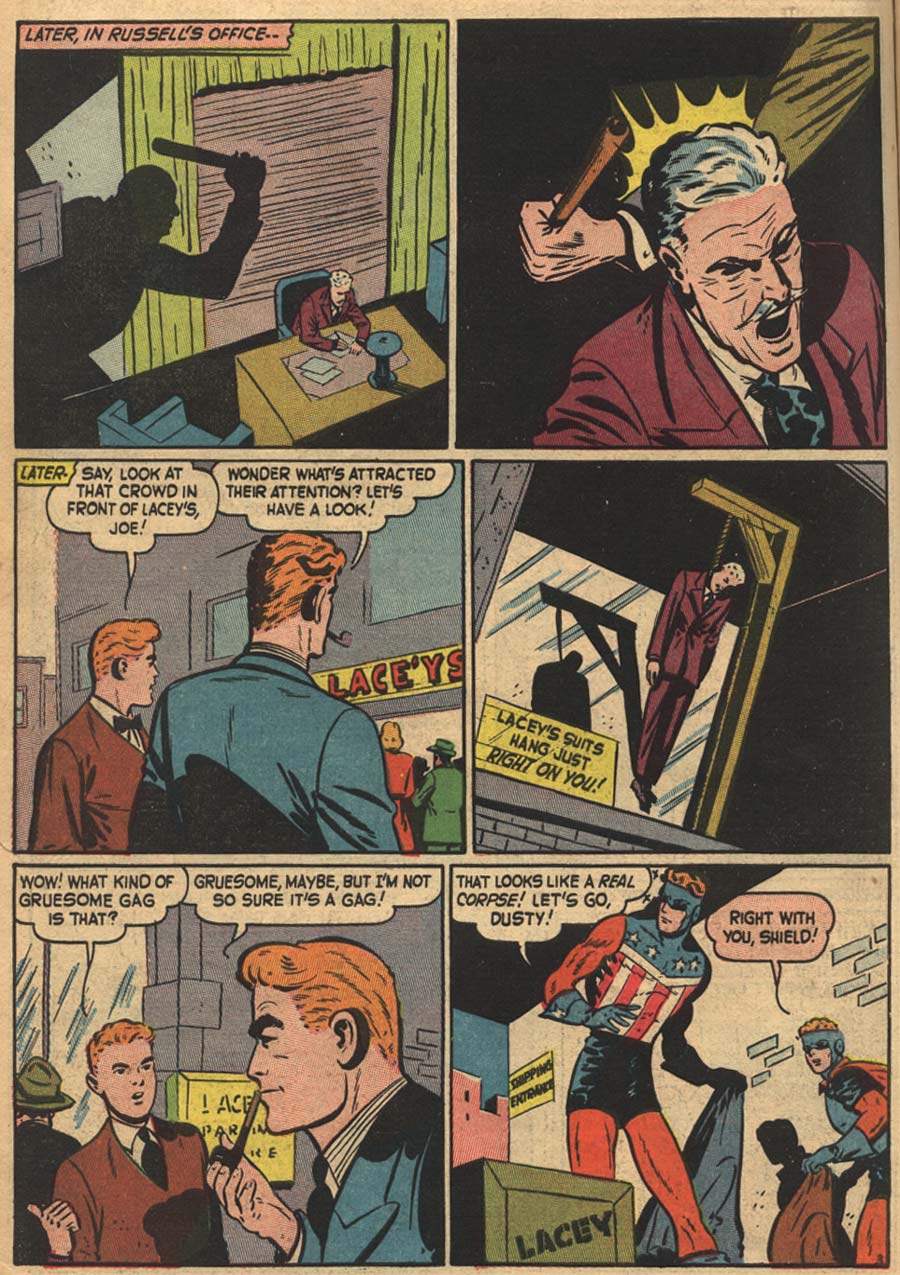 LATER, IN RUSSELL'S OFFICE--
LATER-
SAY, LOOK AT
THAT CROWD IN
FRONT OF LACEY'S,
JOE!
WONDER WHAT'S ATTRACTED
THEIR ATTENTION? LET'S
HAVE A LOOK!
LACE'YS
LACEY'S SUITS
HANG JUST
RIGHT ON YOU!
WOW! WHAT KIND OF
GRUESOME GAG
IS THAT?
GRUESOME, MAYBE, BUT I'M NOT
SO SURE IT'S A GAG!
LACE
THAT LOOKS LIKE A REAL
CORPSE! LET'S GO,
DUSTY!
RIGHT WITH
YOU, SHIELD!
SHIPPING
ENTRANCE
LACEY